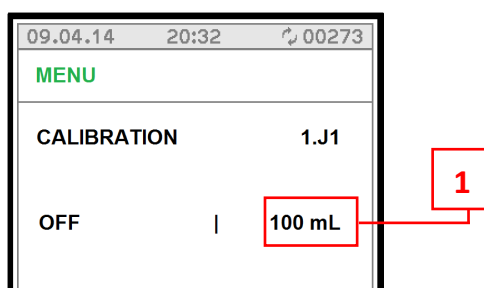 09.04.14 20:32 00273
MENU
CALIBRATION 1.J1
OFF | 100 mL
1